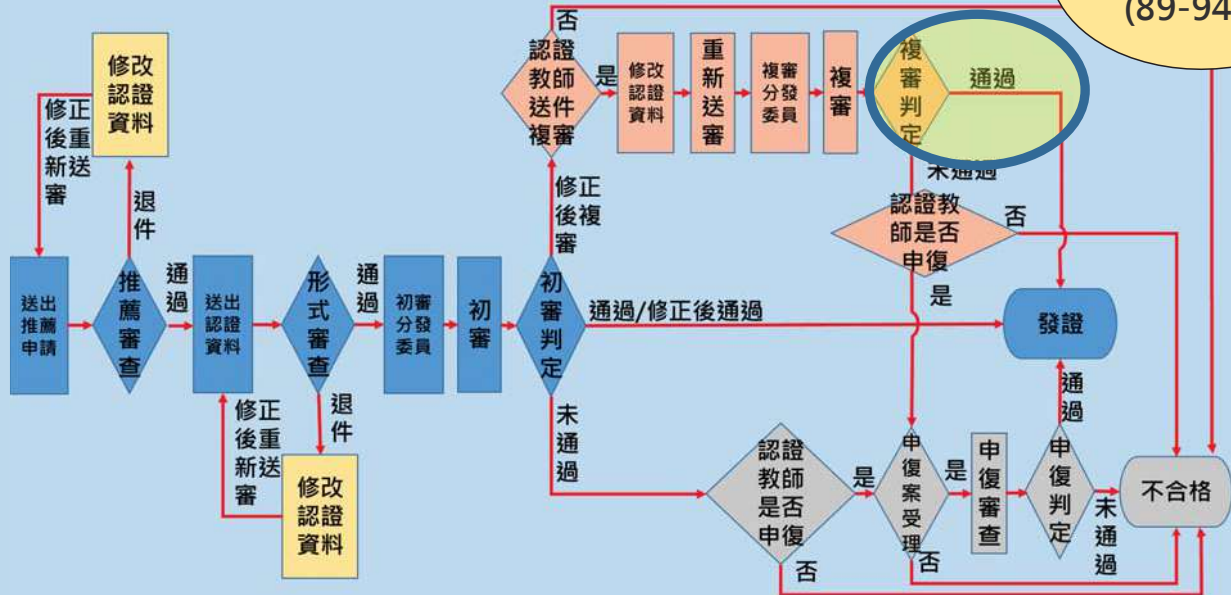 (89-94
否
修改
認證
資料
認證
教師
送件
複審
是
修改
認證
資料
重
新
送
審
複審
分發
委員
複
審
複
審
判
定
通過
修正
後重
新送
審
退
件
修正
後複
審
未通過
認證教
師是否
申復
否
是
送出
推薦
申請
推
薦
審
查
通
過
送出
認證
資料
形
式
審
查
通
過
初審
分發
委員
初
審
初
審
判
定
通過/修正後通過
發證
修正
後重
新送
審
退
件
修改
認證
資料
未
通
過
認證
教師
是否
申復
是
申
復
案
受
理
是
申
復
審
查
申
復
判
定
通
過
未
通
過
不合格
否
否